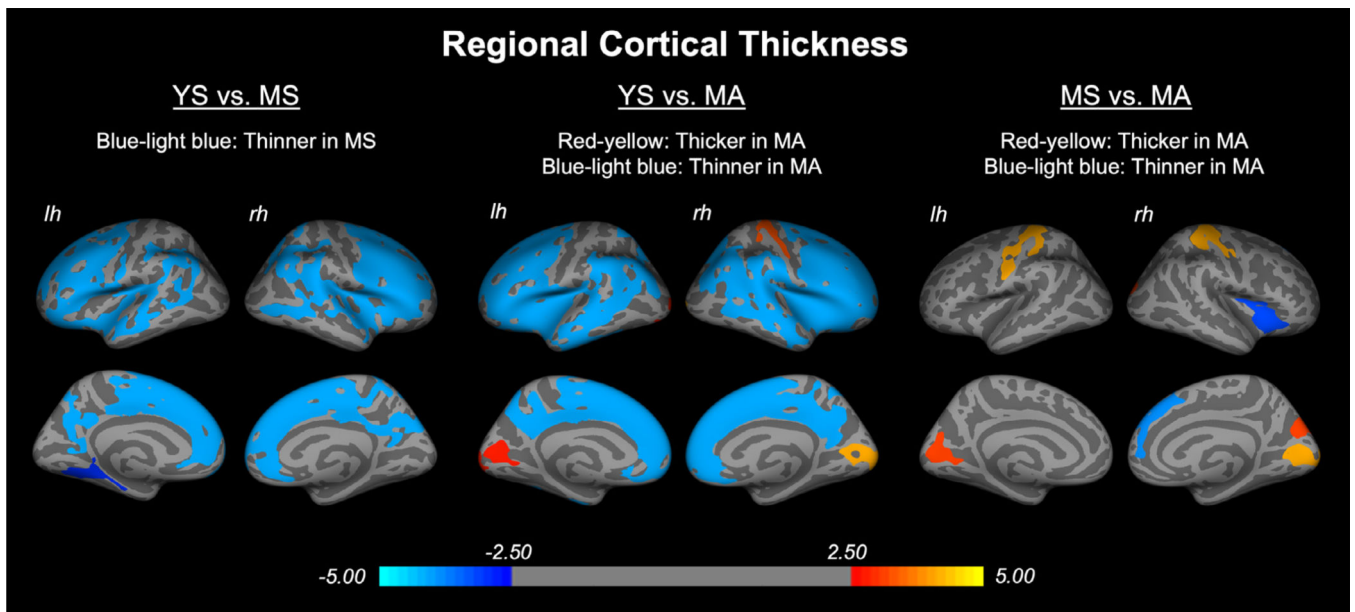 Regional Cortical Thickness
YS vs. MS
Blue-light blue: Thinner in MS
YS vs. MA
Red-yellow: Thicker in MA
Blue-light blue: Thinner in MA
MS vs. MA
Red-yellow: Thicker in MA
Blue-light blue: Thinner in MA
lh
rh
lh
rh
lh
rh
-5.00
-2.50
2.50
5.00